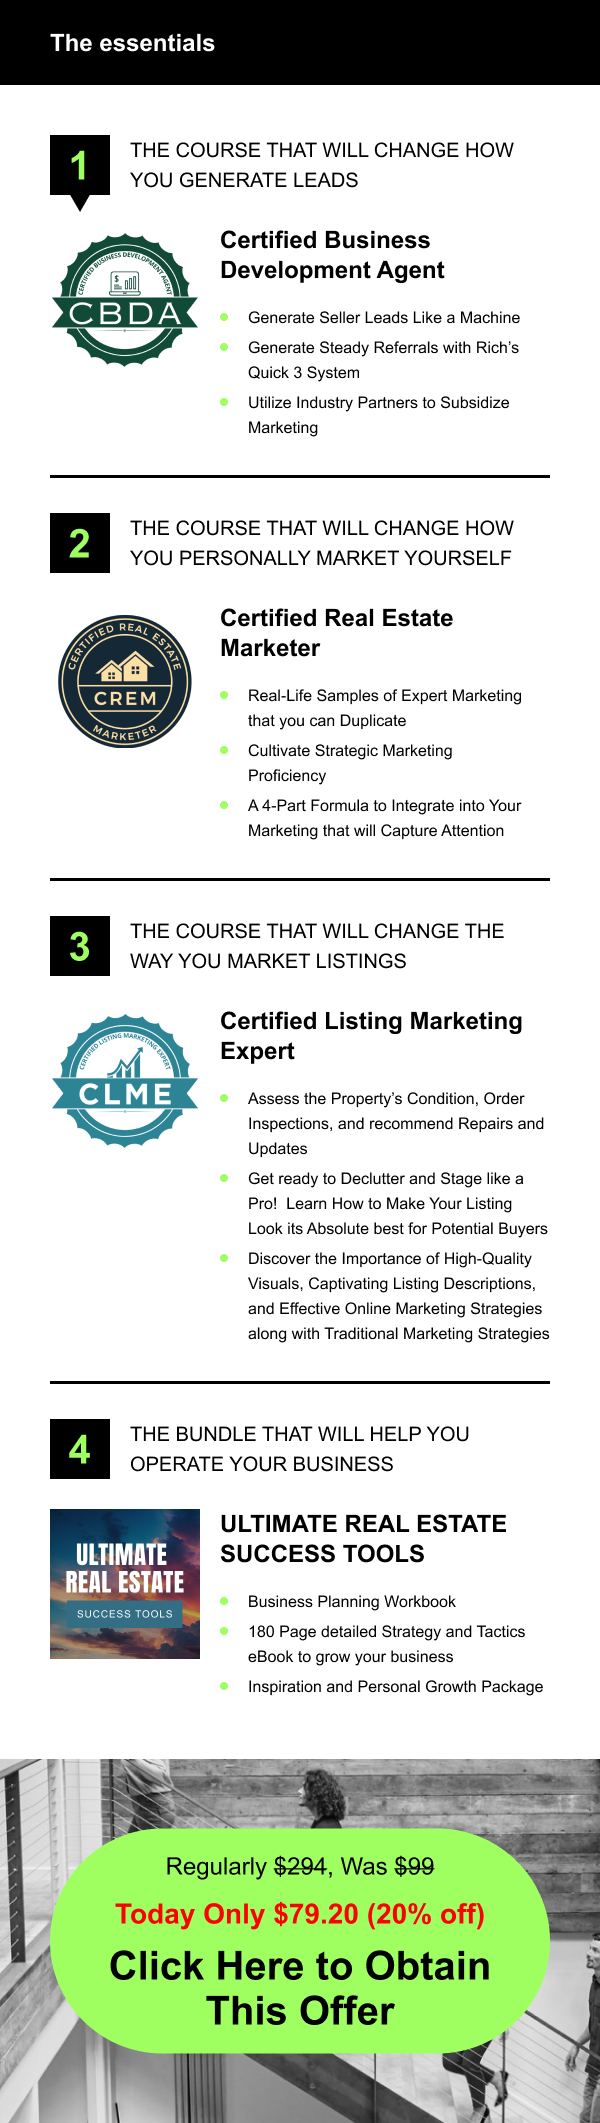 The essentials
1
THE COURSE THAT WILL CHANGE HOW
YOU GENERATE LEADS
CERTIFIED BUSINESS DEVELOPMENT AGENT
$
CBDA
Certified Business
Development Agent
Generate Seller Leads Like a Machine
Generate Steady Referrals with Rich’s
Quick 3 System
Utilize Industry Partners to Subsidize
Marketing
2
THE COURSE THAT WILL CHANGE HOW
YOU PERSONALLY MARKET YOURSELF
CERTIFIED REAL ESTATE
CREM
MARKETER
Certified Real Estate
Marketer
Real-Life Samples of Expert Marketing
that you can Duplicate
Cultivate Strategic Marketing
Proficiency
A 4-Part Formula to Integrate into Your
Marketing that will Capture Attention
3
THE COURSE THAT WILL CHANGE THE
WAY YOU MARKET LISTINGS
CERTIFIED LISTING MARKETING EXPERT
CLME
Certified Listing Marketing
Expert
Assess the Property’s Condition, Order
Inspections, and recommend Repairs and
Updates
Get ready to Declutter and Stage like a
Pro!  Learn How to Make Your Listing
Look its Absolute best for Potential Buyers
Discover the Importance of High-Quality
Visuals, Captivating Listing Descriptions,
and Effective Online Marketing Strategies
along with Traditional Marketing Strategies
4
THE BUNDLE THAT WILL HELP YOU
OPERATE YOUR BUSINESS
ULTIMATE
REAL ESTATE
SUCCESS TOOLS
ULTIMATE REAL ESTATE
SUCCESS TOOLS
Business Planning Workbook
180 Page detailed Strategy and Tactics
eBook to grow your business
Inspiration and Personal Growth Package
Regularly $294, Was $99
Today Only $79.20 (20% off)
Click Here to Obtain
This Offer